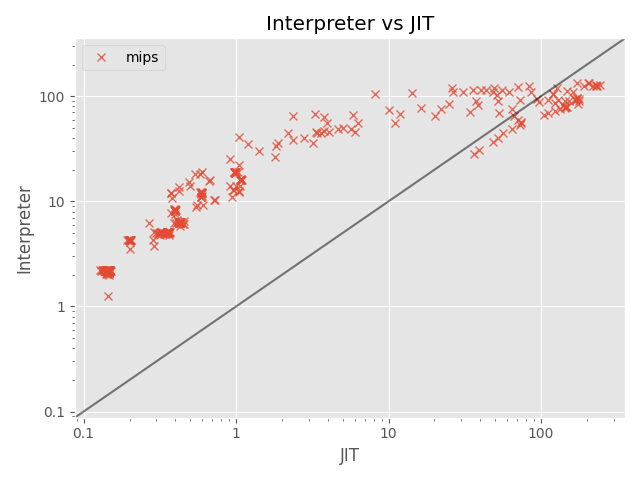 Interpreter vs JIT
mips
Interpreter
100
10
1
0.1
0.1 1 10 100
JIT